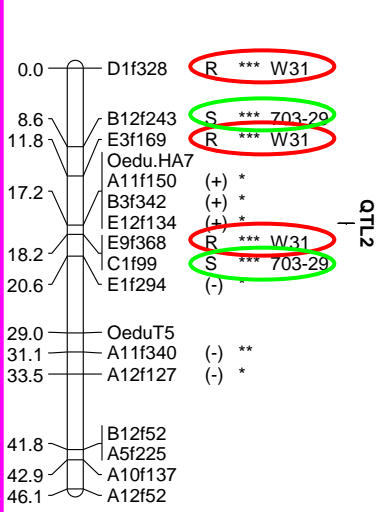 0.0 D1f328 R *** W31
8.6 B12f243 S *** 703-29
11.8 E3f169 R *** W31
Oedu.HA7
A11f150 (+) *
17.2 B3f342 (+) *
E12f134 (+) *
QTL2
18.2 E9f368 R *** W31
C1f99 S *** 703-29
20.6 E1f294 (-) *
29.0 OeduT5
31.1 A11f340 (-) **
33.5 A12f127 (-) *
41.8 B12f52
A5f225
42.9 A10f137
46.1 A12f52